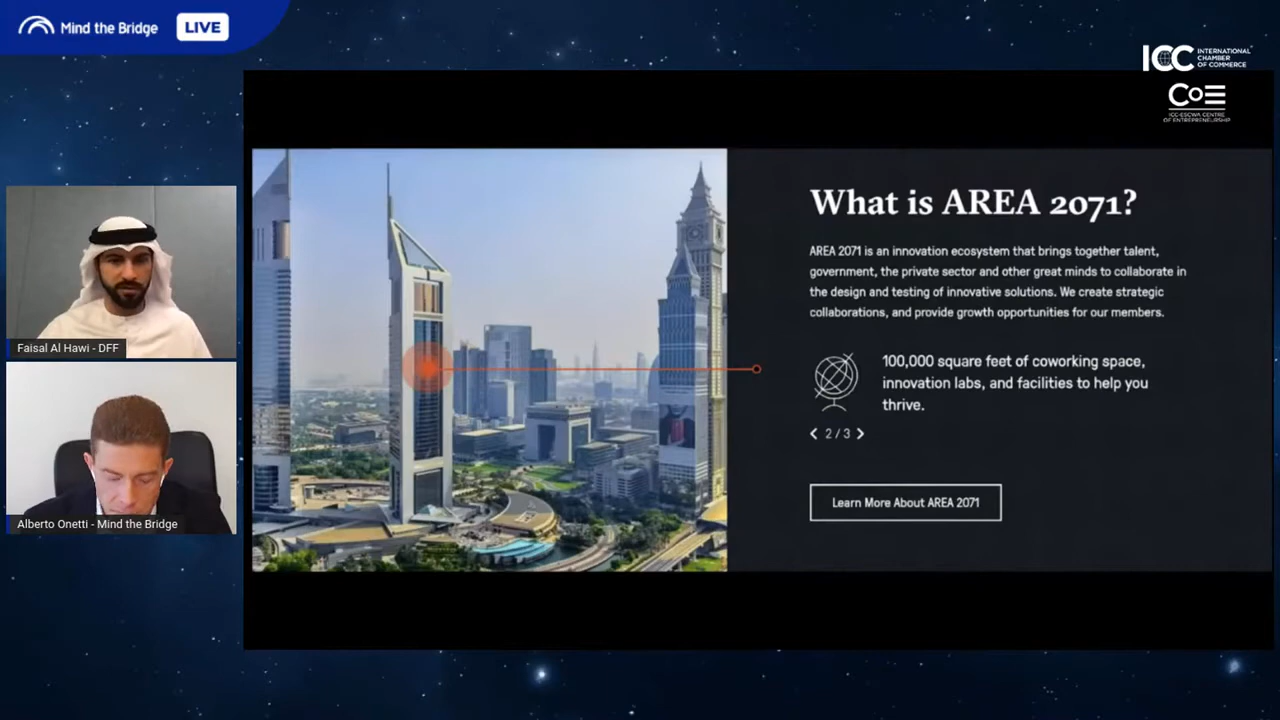 Mind the Bridge
LIVE
ICC INTERNATIONAL
CHAMBER
OF COMMERCE
COE
ICC-ESCWA CENTRE
OF ENTREPRENEURSHIP
What is AREA 2071?
AREA 2071 is an innovation ecosystem that brings together talent,
government, the private sector and other great minds to collaborate in
the design and testing of innovative solutions. We create strategic
collaborations, and provide growth opportunities for our members.
100,000 square feet of coworking space,
innovation labs, and facilities to help you
thrive.
2 / 3
Learn More About AREA 2071
Faisal Al Hawi - DFF
Alberto Onetti - Mind the Bridge